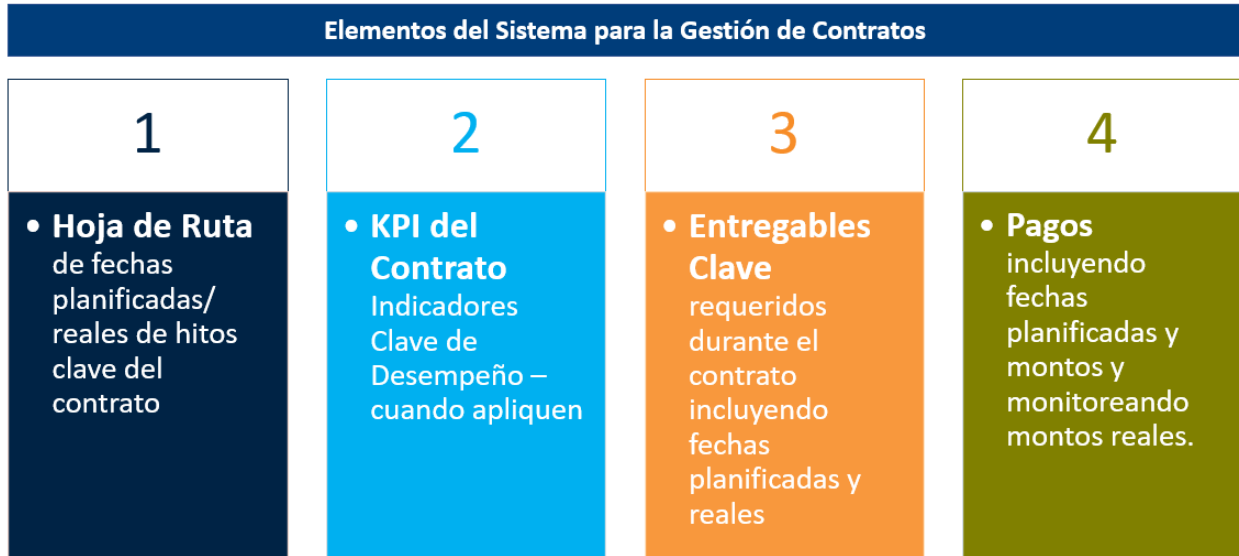 Elementos del Sistema para la Gestión de Contratos
1
• Hoja de Ruta
de fechas
planificadas/
reales de hitos
clave del
contrato
2
• KPI del
Contrato
Indicadores
Clave de
Desempeño –
cuando apliquen
3
• Entregables
Clave
requeridos
durante el
contrato
incluyendo
fechas
planificadas y
reales
4
• Pagos
incluyendo
fechas
planificadas y
montos y
monitoreando
montos reales.